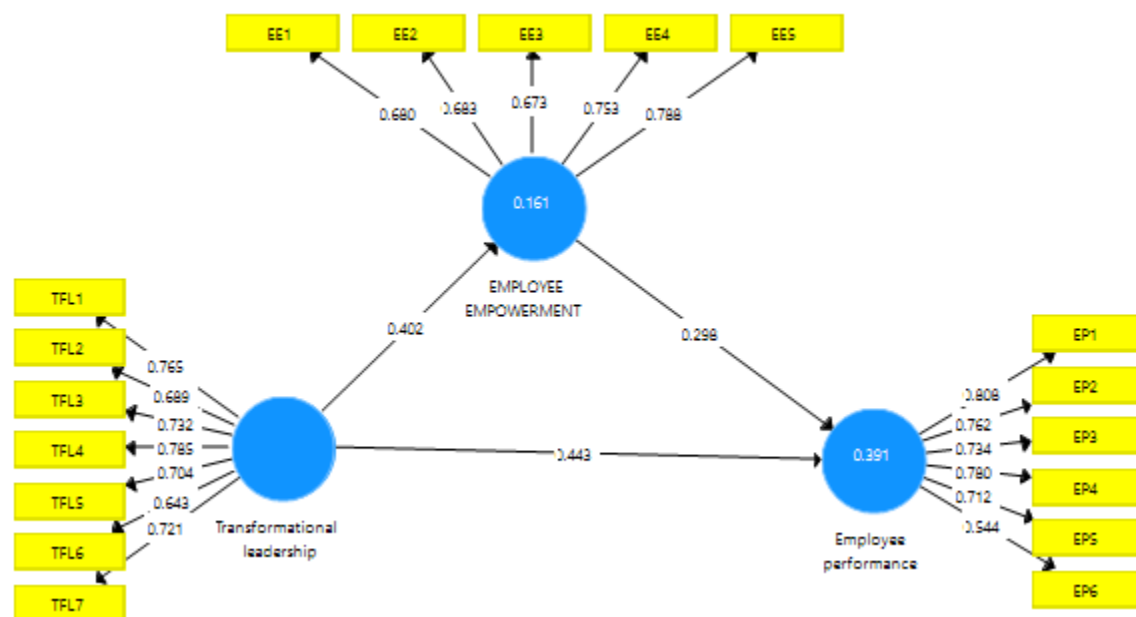 EE1
EE2
EE3
EE4
EE5
0.680
0.683
0.673
0.753
0.788
0.161
EMPLOYEE
EMPOWERMENT
0.402
0.298
TFL1
TFL2
TFL3
TFL4
TFL5
TFL6
TFL7
0.765
0.689
0.732
0.785
0.704
0.643
0.721
Transformational
leadership
0.443
0.391
Employee
performance
0.808
0.762
0.734
0.780
0.712
0.544
EP1
EP2
EP3
EP4
EP5
EP6